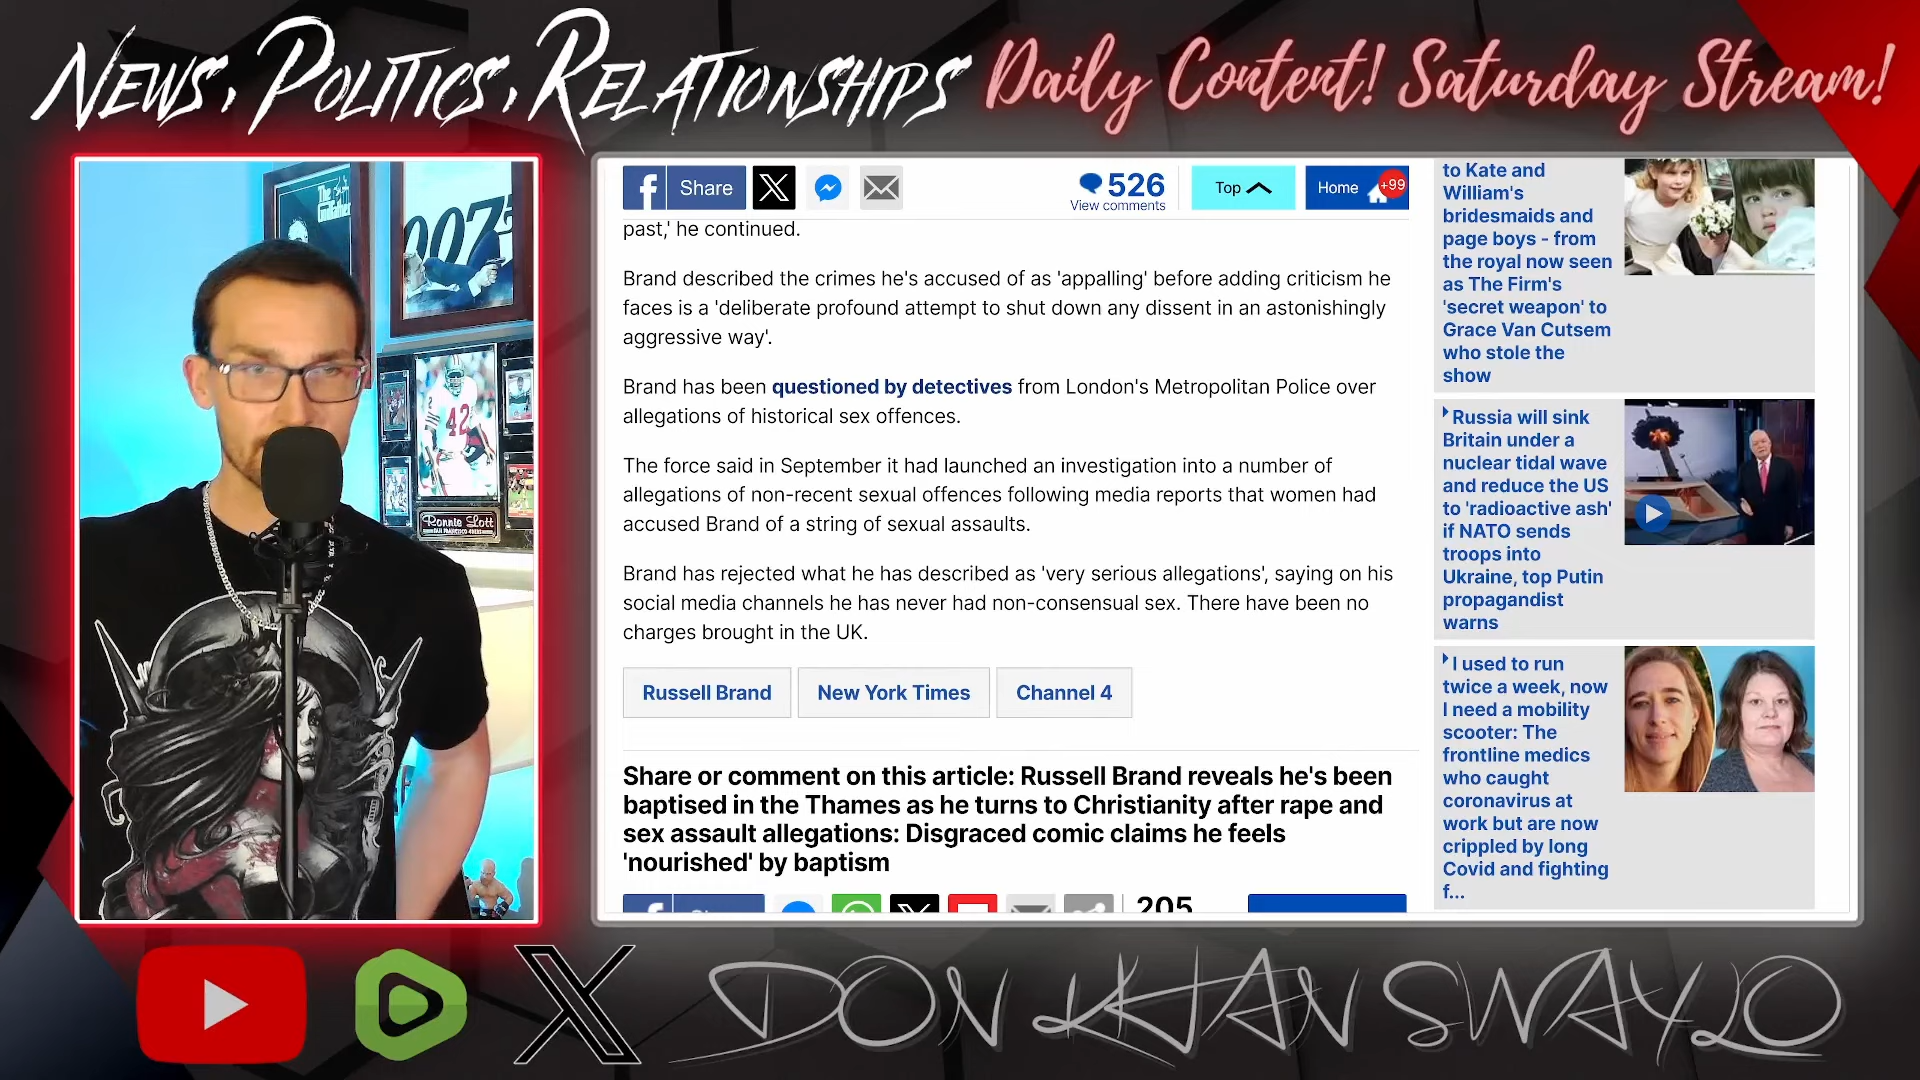 News, Politics, Relationships
Daily Content! Saturday Stream!
The
Godfather
007
42
Ronnie Lott
SAN FRANCISCO 49ERS
Share
526
View comments
Top
Home
+99
past,' he continued.
Brand described the crimes he's accused of as 'appalling' before adding criticism he
faces is a 'deliberate profound attempt to shut down any dissent in an astonishingly
aggressive way'.
Brand has been questioned by detectives from London's Metropolitan Police over
allegations of historical sex offences.
The force said in September it had launched an investigation into a number of
allegations of non-recent sexual offences following media reports that women had
accused Brand of a string of sexual assaults.
Brand has rejected what he has described as 'very serious allegations', saying on his
social media channels he has never had non-consensual sex. There have been no
charges brought in the UK.
Russell Brand
New York Times
Channel 4
Share or comment on this article: Russell Brand reveals he's been
baptised in the Thames as he turns to Christianity after rape and
sex assault allegations: Disgraced comic claims he feels
'nourished' by baptism
205
to Kate and
William's
bridesmaids and
page boys - from
the royal now seen
as The Firm's
'secret weapon' to
Grace Van Cutsem
who stole the
show
Russia will sink
Britain under a
nuclear tidal wave
and reduce the US
to 'radioactive ash'
if NATO sends
troops into
Ukraine, top Putin
propagandist
warns
I used to run
twice a week, now
I need a mobility
scooter: The
frontline medics
who caught
coronavirus at
work but are now
crippled by long
Covid and fighting
f...
Don Khan Swaylo